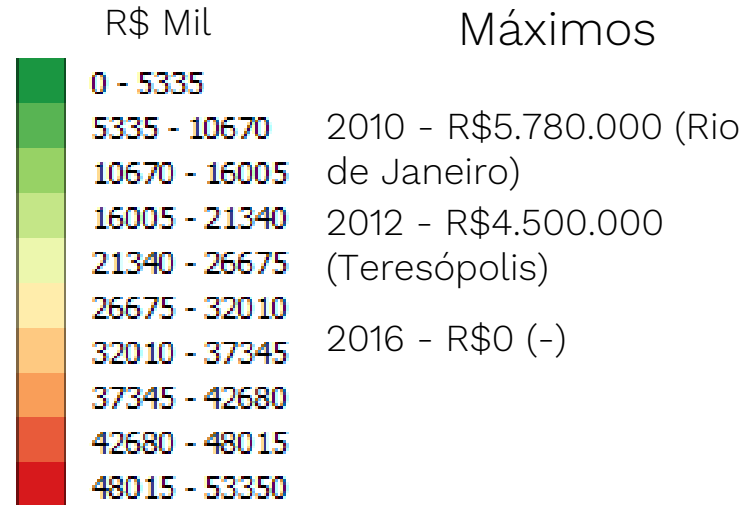 R$ Mil
0 - 5335
5335 - 10670
10670 - 16005
16005 - 21340
21340 - 26675
26675 - 32010
32010 - 37345
37345 - 42680
42680 - 48015
48015 - 53350
Máximos
2010 - R$5.780.000 (Rio
de Janeiro)
2012 - R$4.500.000
(Teresópolis)
2016 - R$0 (-)